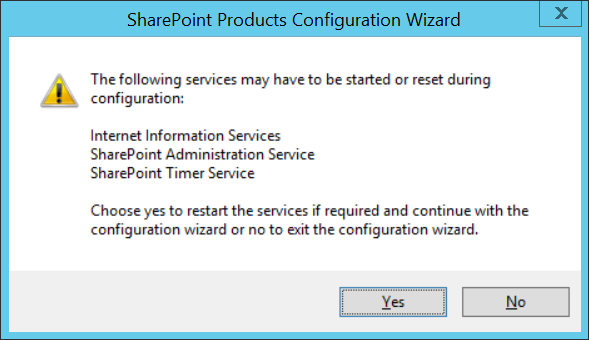 SharePoint Products Configuration Wizard
X
The following services may have to be started or reset during
configuration:
Internet Information Services
SharePoint Administration Service
SharePoint Timer Service
Choose yes to restart the services if required and continue with the
configuration wizard or no to exit the configuration wizard.
Yes
No